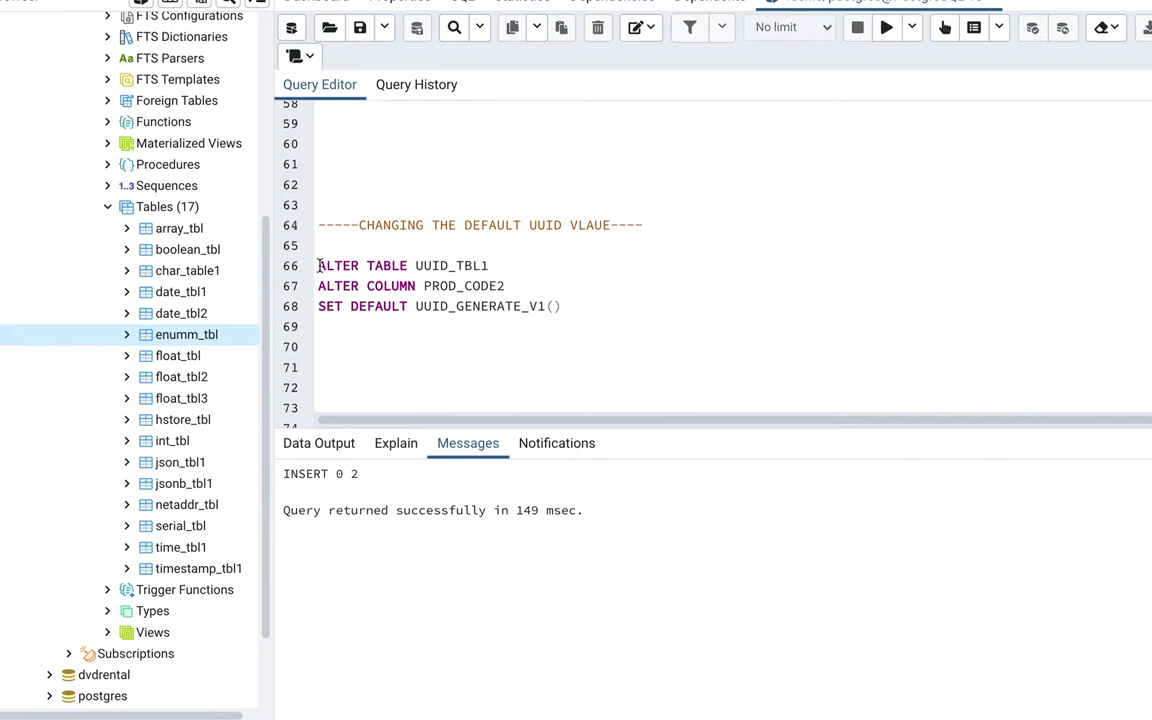 FTS Configurations
FTS Dictionaries
Aa FTS Parsers
FTS Templates
Foreign Tables
Functions
Materialized Views
Procedures
1..3 Sequences
Tables (17)
array_tbl
boolean_tbl
char_table1
date_tbl1
date_tbl2
enumm_tbl
float_tbl
float_tbl2
float_tbl3
hstore_tbl
int_tbl
json_tbl1
jsonb_tbl1
netaddr_tbl
serial_tbl
time_tbl1
timestamp_tbl1
Trigger Functions
Types
Views
Subscriptions
dvdrental
postgres
No limit
Query Editor Query History
58
59
60
61
62
63
64 -----CHANGING THE DEFAULT UUID VLAUE----
65
66 ALTER TABLE UUID_TBL1
67 ALTER COLUMN PROD_CODE2
68 SET DEFAULT UUID_GENERATE_V1()
69
70
71
72
73
74
Data Output Explain Messages Notifications
INSERT 0 2
Query returned successfully in 149 msec.